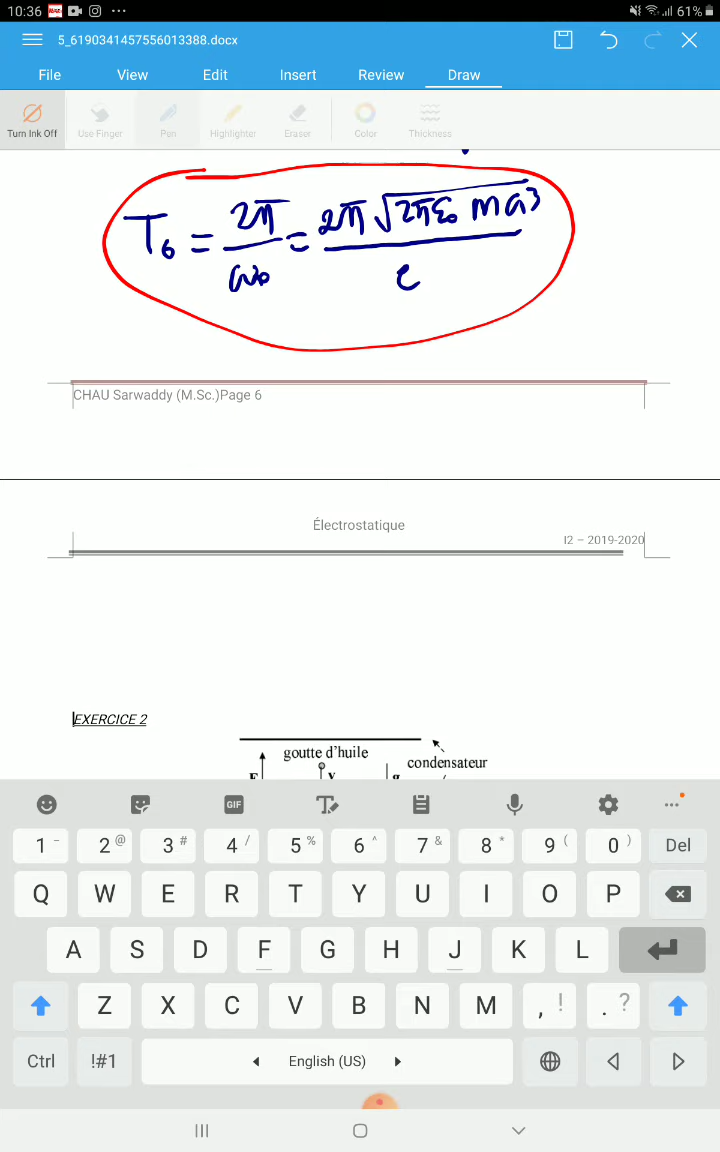 10:36 61%
5_6190341457556013388.docx
File View Edit Insert Review Draw
Turn Ink Off Use Finger Pen Highlighter Eraser Color Thickness
T₀ = 2π/ω₀ = 2π √(2πε₀ ma³)/e
CHAU Sarwaddy (M.Sc.)Page 6
Électrostatique
I2 – 2019-2020
EXERCICE 2
goutte d'huile
condensateur
GIF
1 - 2 @ 3 # 4 / 5 % 6 ^ 7 & 8 * 9 ( 0 ) Del
Q W E R T Y U I O P
A S D F G H J K L
Z X C V B N M , ! . ?
Ctrl !#1 English (US)